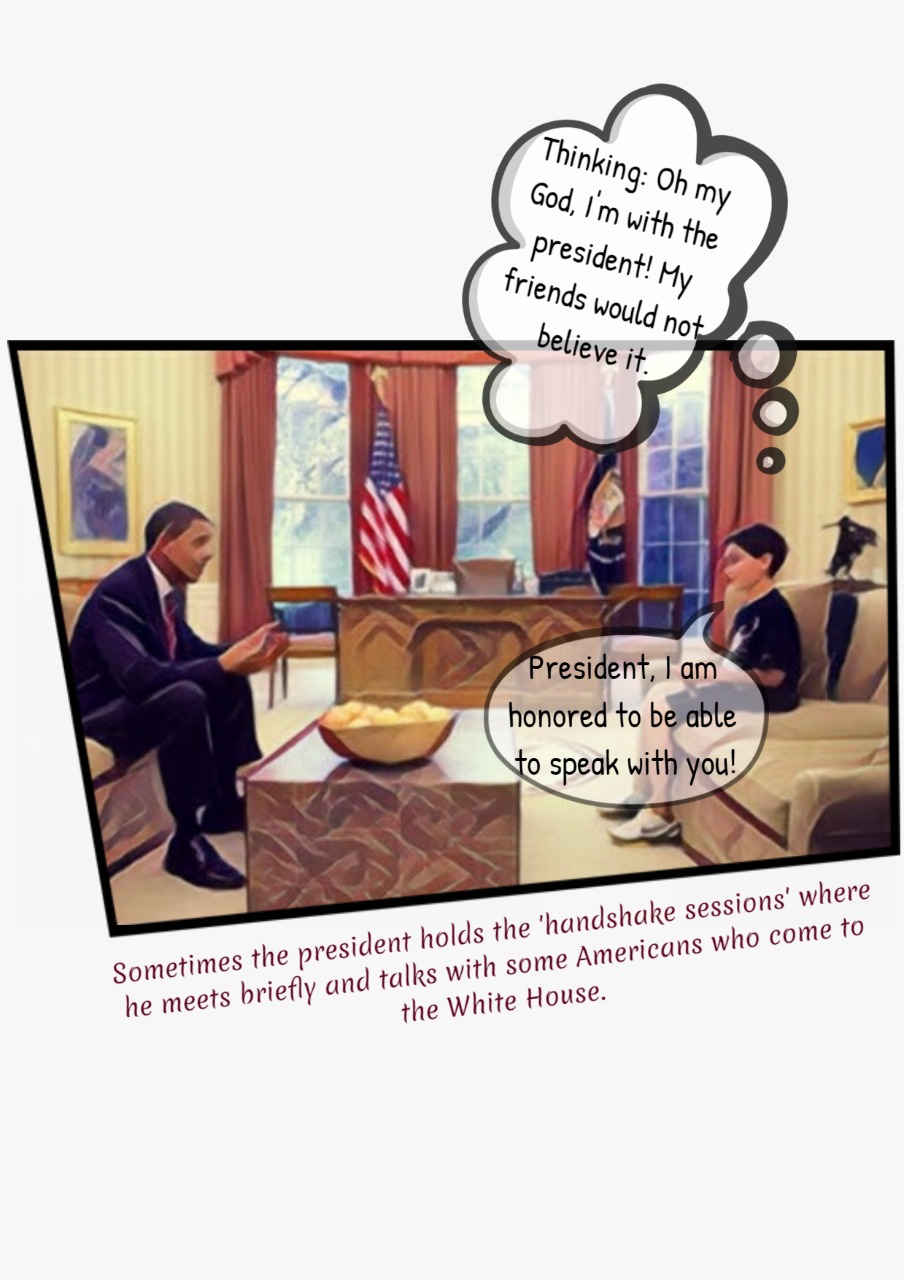 Thinking: Oh my
God, I'm with the
president! My
friends would not
believe it.
President, I am
honored to be able
to speak with you!
Sometimes the president holds the 'handshake sessions' where
he meets briefly and talks with some Americans who come to
the White House.